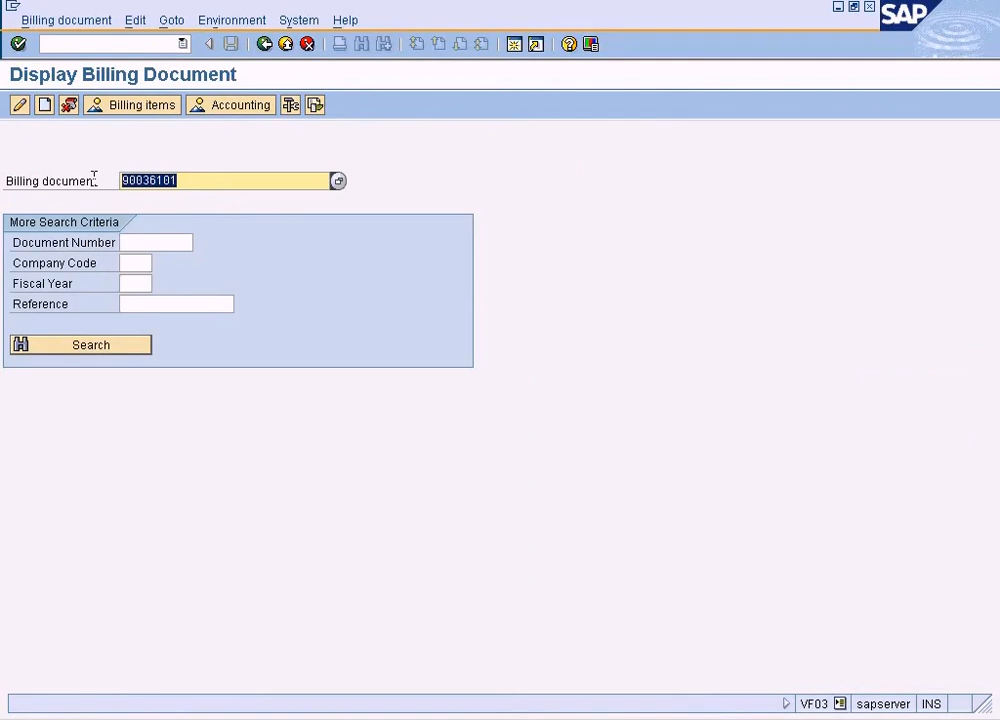 Billing document Edit Goto Environment System Help
SAP
Display Billing Document
Billing items Accounting
Billing document 90036101
More Search Criteria
Document Number
Company Code
Fiscal Year
Reference
Search
VF03 sapserver INS